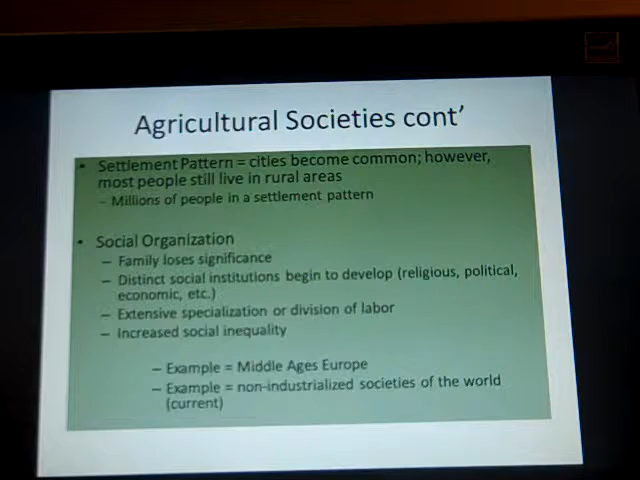 Agricultural Societies cont'
• Settlement Pattern = cities become common; however,
most people still live in rural areas
– Millions of people in a settlement pattern
• Social Organization
– Family loses significance
– Distinct social institutions begin to develop (religious, political,
economic, etc.)
– Extensive specialization or division of labor
– Increased social inequality
– Example = Middle Ages Europe
– Example = non-industrialized societies of the world
(current)